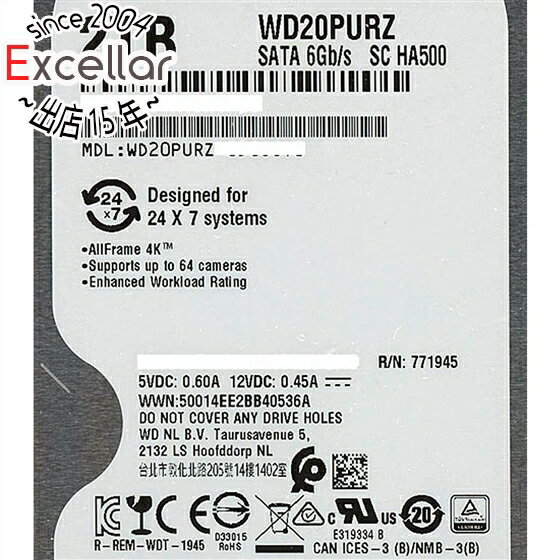 since 2004
Excellar
～出店15年～
2TB
WD20PURZ
SATA 6Gb/s SC HA500
MDL:WD20PURZ
24
x7
Designed for
24 X 7 systems
•AllFrame 4K™
•Supports up to 64 cameras
•Enhanced Workload Rating
R/N: 771945
5VDC: 0.60A 12VDC: 0.45A
WWN:50014EE2BB40536A
DO NOT COVER ANY DRIVE HOLES
WD NL B.V. Taurusavenue 5,
2132 LS Hoofddorp NL
台北市敦化北路205號14樓1402室
D33015
RoHS
E319334 B
20
R-REM-WDT-1945
CAN ICES-3 (B)/NMB-3(B)